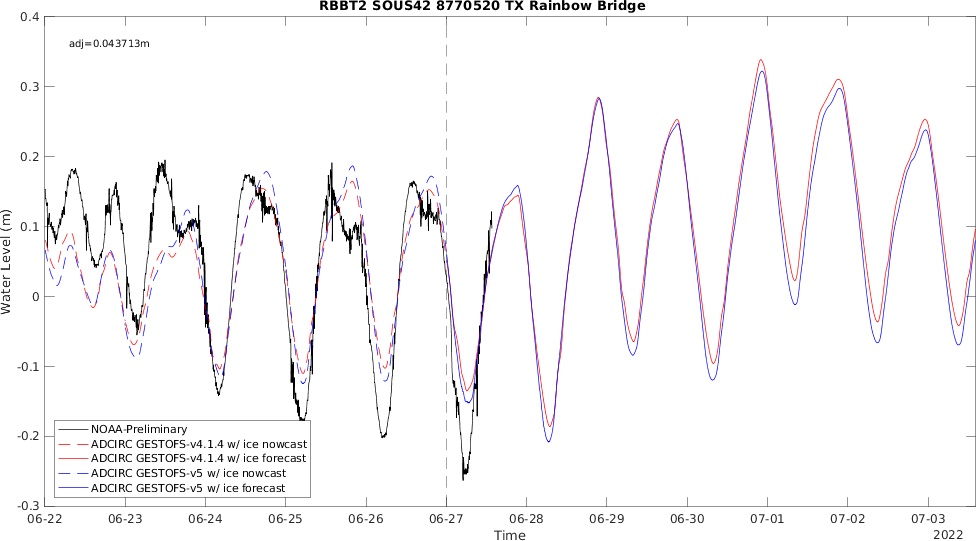 RBBT2 SOUS42 8770520 TX Rainbow Bridge
adj=0.043713m
0.4
0.3
0.2
0.1
0
-0.1
-0.2
-0.3
Water Level (m)
NOAA-Preliminary
ADCIRC GESTOFS-v4.1.4 w/ ice nowcast
ADCIRC GESTOFS-v4.1.4 w/ ice forecast
ADCIRC GESTOFS-v5 w/ ice nowcast
ADCIRC GESTOFS-v5 w/ ice forecast
06-22 06-23 06-24 06-25 06-26 06-27 06-28 06-29 06-30 07-01 07-02 07-03
Time
2022